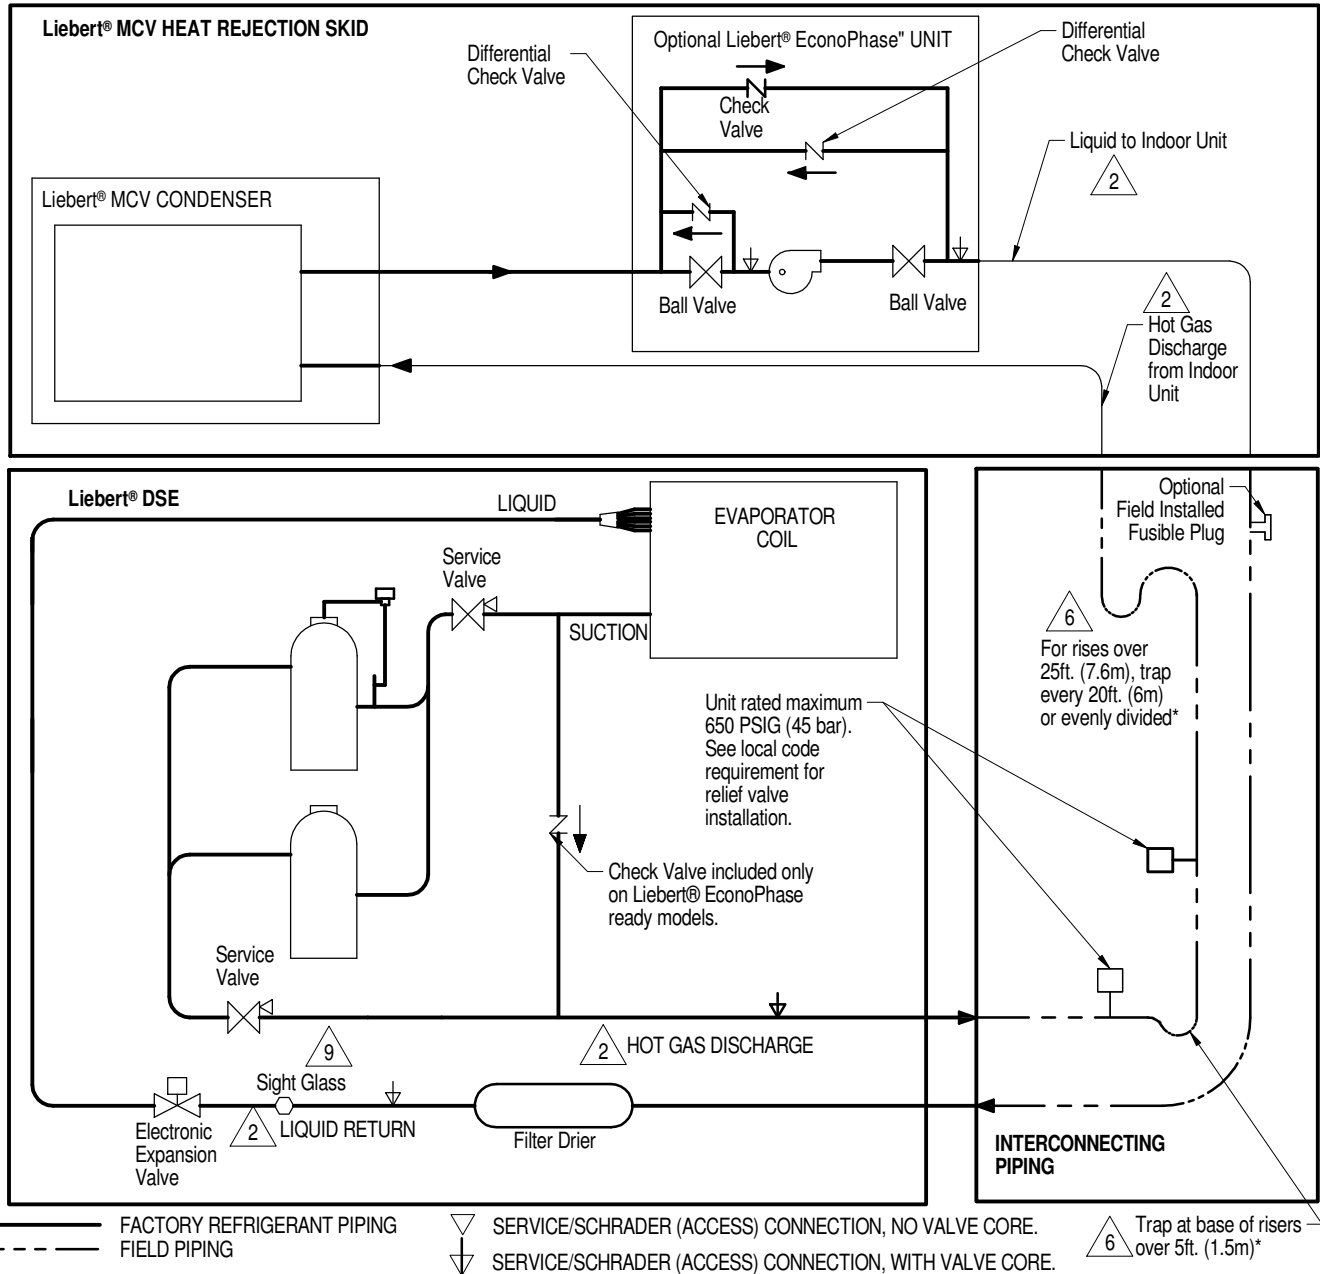 Liebert® MCV HEAT REJECTION SKID
Differential
Check Valve
Optional Liebert® EconoPhase" UNIT
Differential
Check Valve
Check
Valve
Liquid to Indoor Unit
2
Liebert® MCV CONDENSER
Ball Valve
Ball Valve
2
Hot Gas
Discharge
from Indoor
Unit
Liebert® DSE
LIQUID
EVAPORATOR
COIL
Service
Valve
SUCTION
Optional
Field Installed
Fusible Plug
6
For rises over
25ft. (7.6m), trap
every 20ft. (6m)
or evenly divided*
Unit rated maximum
650 PSIG (45 bar).
See local code
requirement for
relief valve
installation.
Check Valve included only
on Liebert® EconoPhase
ready models.
Service
Valve
9
2
HOT GAS DISCHARGE
Sight Glass
2
LIQUID RETURN
Electronic
Expansion
Valve
Filter Drier
INTERCONNECTING
PIPING
FACTORY REFRIGERANT PIPING
FIELD PIPING
SERVICE/SCHRADER (ACCESS) CONNECTION, NO VALVE CORE.
SERVICE/SCHRADER (ACCESS) CONNECTION, WITH VALVE CORE.
6
Trap at base of risers
over 5ft. (1.5m)*